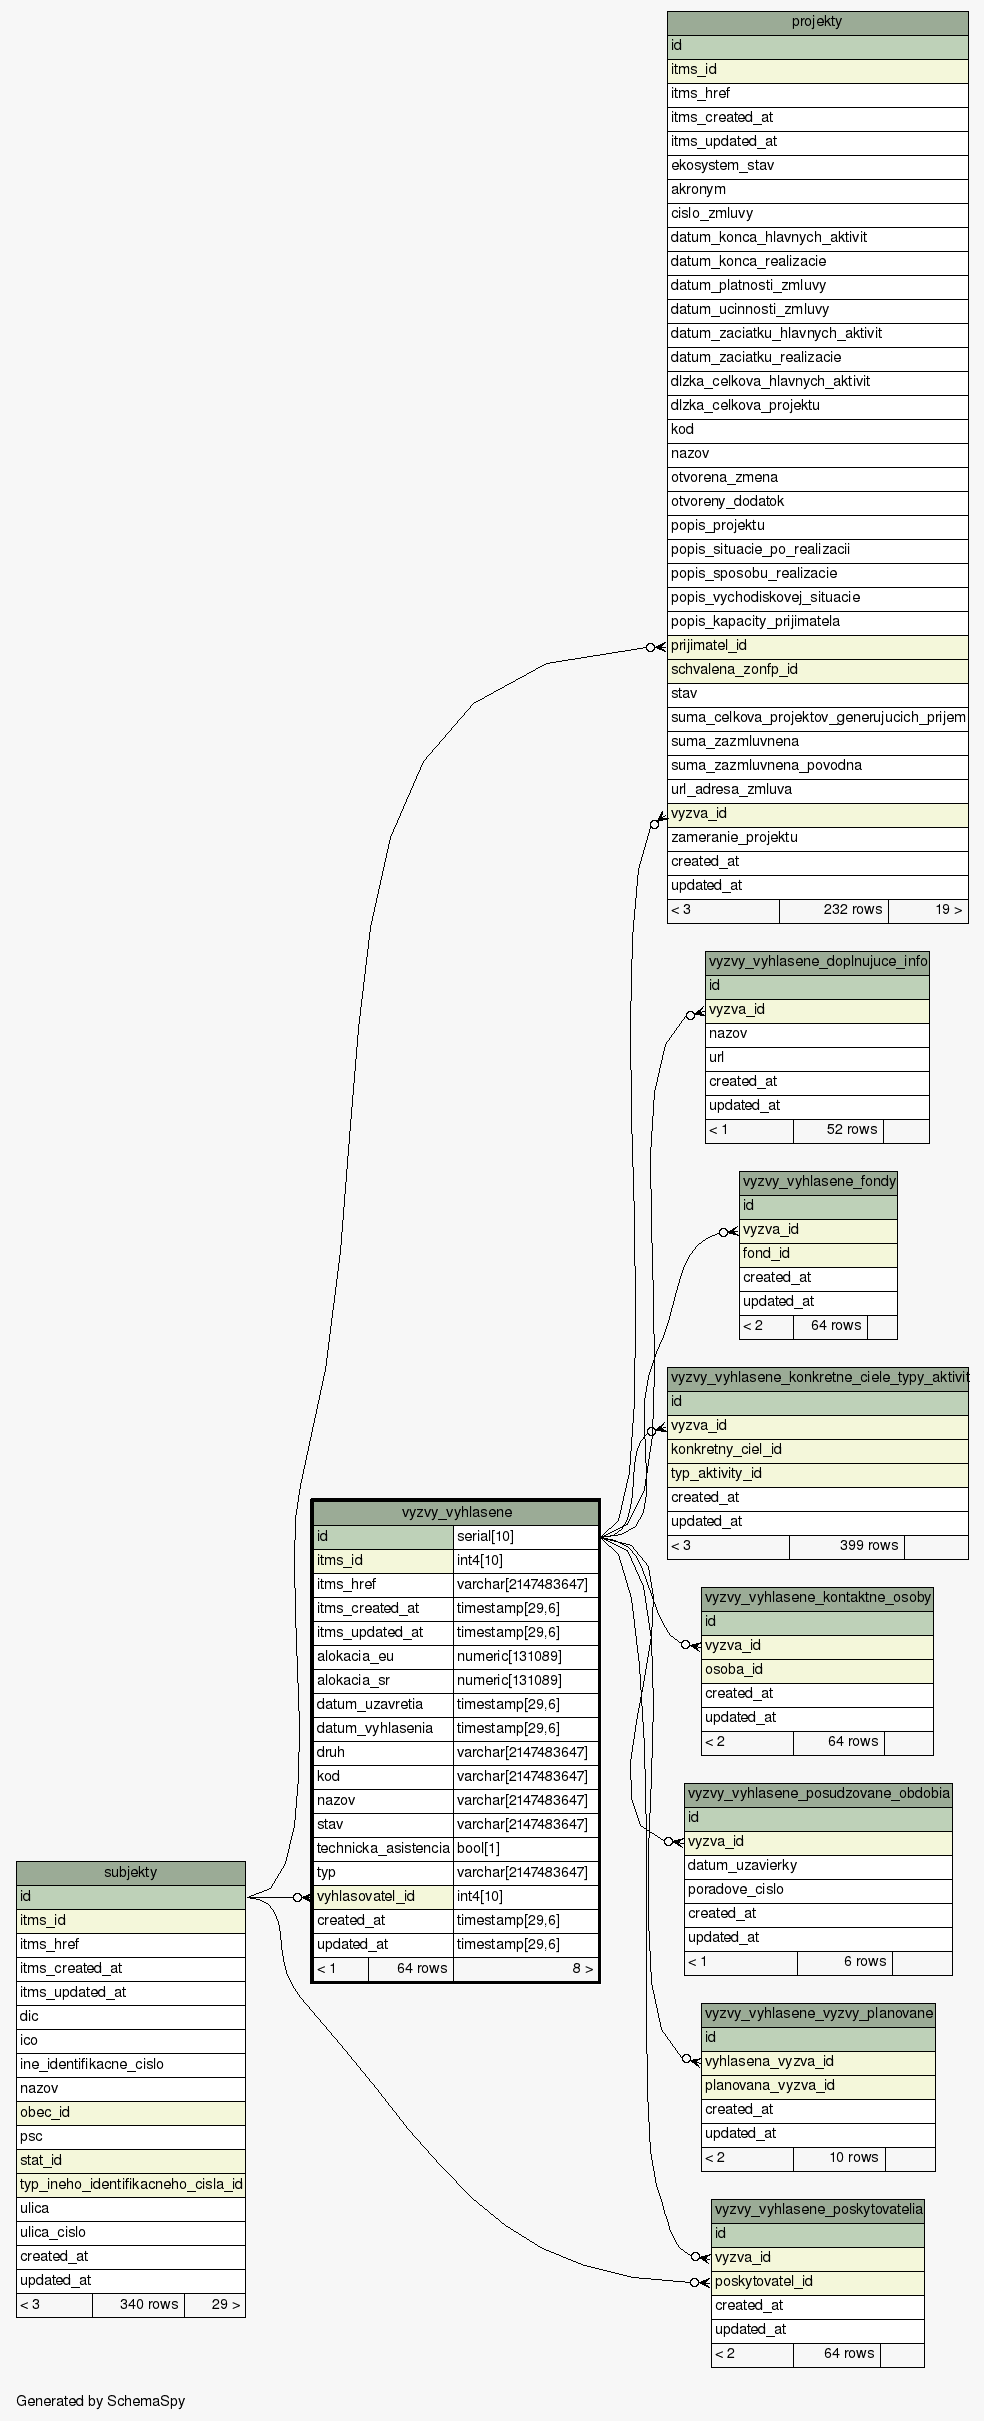 projekty
id
itms_id
itms_href
itms_created_at
itms_updated_at
ekosystem_stav
akronym
cislo_zmluvy
datum_konca_hlavnych_aktivit
datum_konca_realizacie
datum_platnosti_zmluvy
datum_ucinnosti_zmluvy
datum_zaciatku_hlavnych_aktivit
datum_zaciatku_realizacie
dlzka_celkova_hlavnych_aktivit
dlzka_celkova_projektu
kod
nazov
otvorena_zmena
otvoreny_dodatok
popis_projektu
popis_situacie_po_realizacii
popis_sposobu_realizacie
popis_vychodiskovej_situacie
popis_kapacity_prijimatela
prijimatel_id
schvalena_zonfp_id
stav
suma_celkova_projektov_generujucich_prijem
suma_zazmluvnena
suma_zazmluvnena_povodna
url_adresa_zmluva
vyzva_id
zameranie_projektu
created_at
updated_at
< 3 232 rows 19 >
vyzvy_vyhlasene_doplnujuce_info
id
vyzva_id
nazov
url
created_at
updated_at
< 1 52 rows
vyzvy_vyhlasene_fondy
id
vyzva_id
fond_id
created_at
updated_at
< 2 64 rows
vyzvy_vyhlasene_konkretne_ciele_typy_aktivit
id
vyzva_id
konkretny_ciel_id
typ_aktivity_id
created_at
updated_at
< 3 399 rows
vyzvy_vyhlasene
id serial[10]
itms_id int4[10]
itms_href varchar[2147483647]
itms_created_at timestamp[29,6]
itms_updated_at timestamp[29,6]
alokacia_eu numeric[131089]
alokacia_sr numeric[131089]
datum_uzavretia timestamp[29,6]
datum_vyhlasenia timestamp[29,6]
druh varchar[2147483647]
kod varchar[2147483647]
nazov varchar[2147483647]
stav varchar[2147483647]
technicka_asistencia bool[1]
typ varchar[2147483647]
vyhlasovatel_id int4[10]
created_at timestamp[29,6]
updated_at timestamp[29,6]
< 1 64 rows 8 >
vyzvy_vyhlasene_kontaktne_osoby
id
vyzva_id
osoba_id
created_at
updated_at
< 2 64 rows
vyzvy_vyhlasene_posudzovane_obdobia
id
vyzva_id
datum_uzavierky
poradove_cislo
created_at
updated_at
< 1 6 rows
subjekty
id
itms_id
itms_href
itms_created_at
itms_updated_at
dic
ico
ine_identifikacne_cislo
nazov
obec_id
psc
stat_id
typ_ineho_identifikacneho_cisla_id
ulica
ulica_cislo
created_at
updated_at
< 3 340 rows 29 >
vyzvy_vyhlasene_vyzvy_planovane
id
vyhlasena_vyzva_id
planovana_vyzva_id
created_at
updated_at
< 2 10 rows
vyzvy_vyhlasene_poskytovatelia
id
vyzva_id
poskytovatel_id
created_at
updated_at
< 2 64 rows
Generated by SchemaSpy